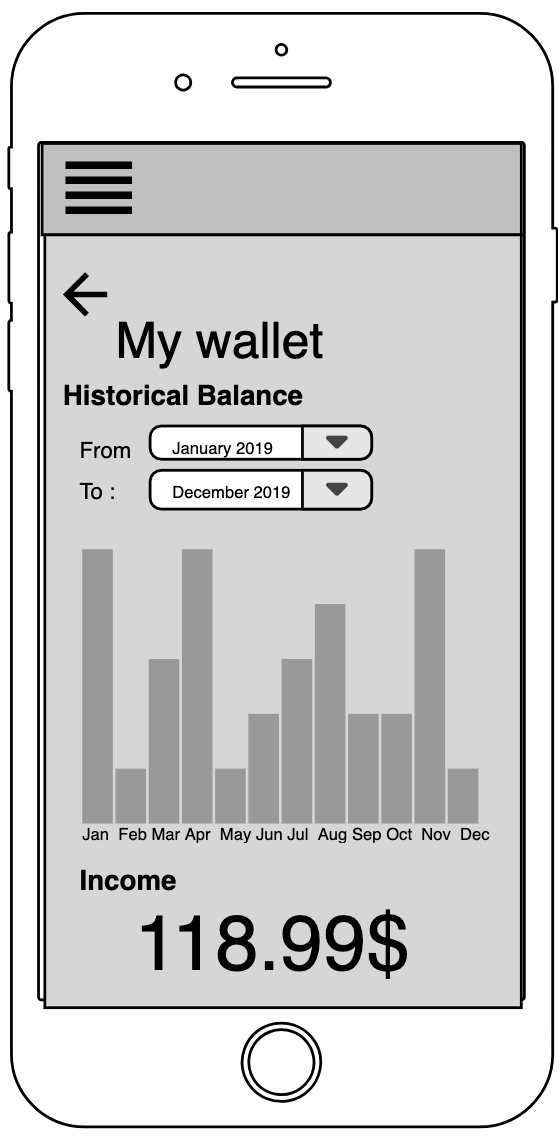 My wallet
Historical Balance
From January 2019
To : December 2019
Jan Feb Mar Apr May Jun Jul Aug Sep Oct Nov Dec
Income
118.99$